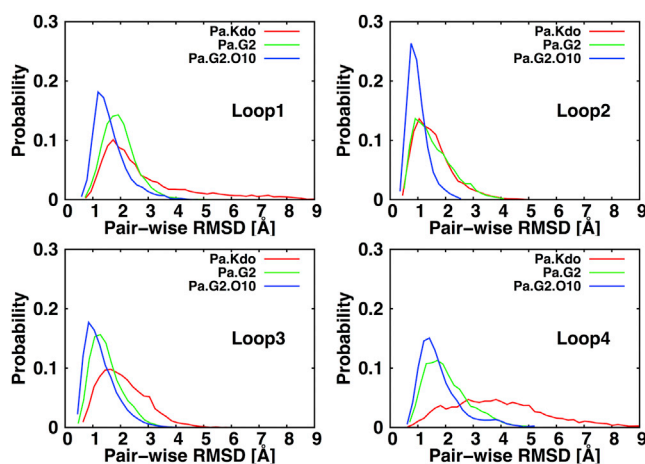 0.3
0.2
0.1
0
Probability
Pa.Kdo
Pa.G2
Pa.G2.O10
Loop1
0 1 2 3 4 5 6 7 8 9
Pair-wise RMSD [Å]
0.3
0.2
0.1
0
Probability
Pa.Kdo
Pa.G2
Pa.G2.O10
Loop2
0 1 2 3 4 5 6 7 8 9
Pair-wise RMSD [Å]
0.3
0.2
0.1
0
Probability
Pa.Kdo
Pa.G2
Pa.G2.O10
Loop3
0 1 2 3 4 5 6 7 8 9
Pair-wise RMSD [Å]
0.3
0.2
0.1
0
Probability
Pa.Kdo
Pa.G2
Pa.G2.O10
Loop4
0 1 2 3 4 5 6 7 8 9
Pair-wise RMSD [Å]